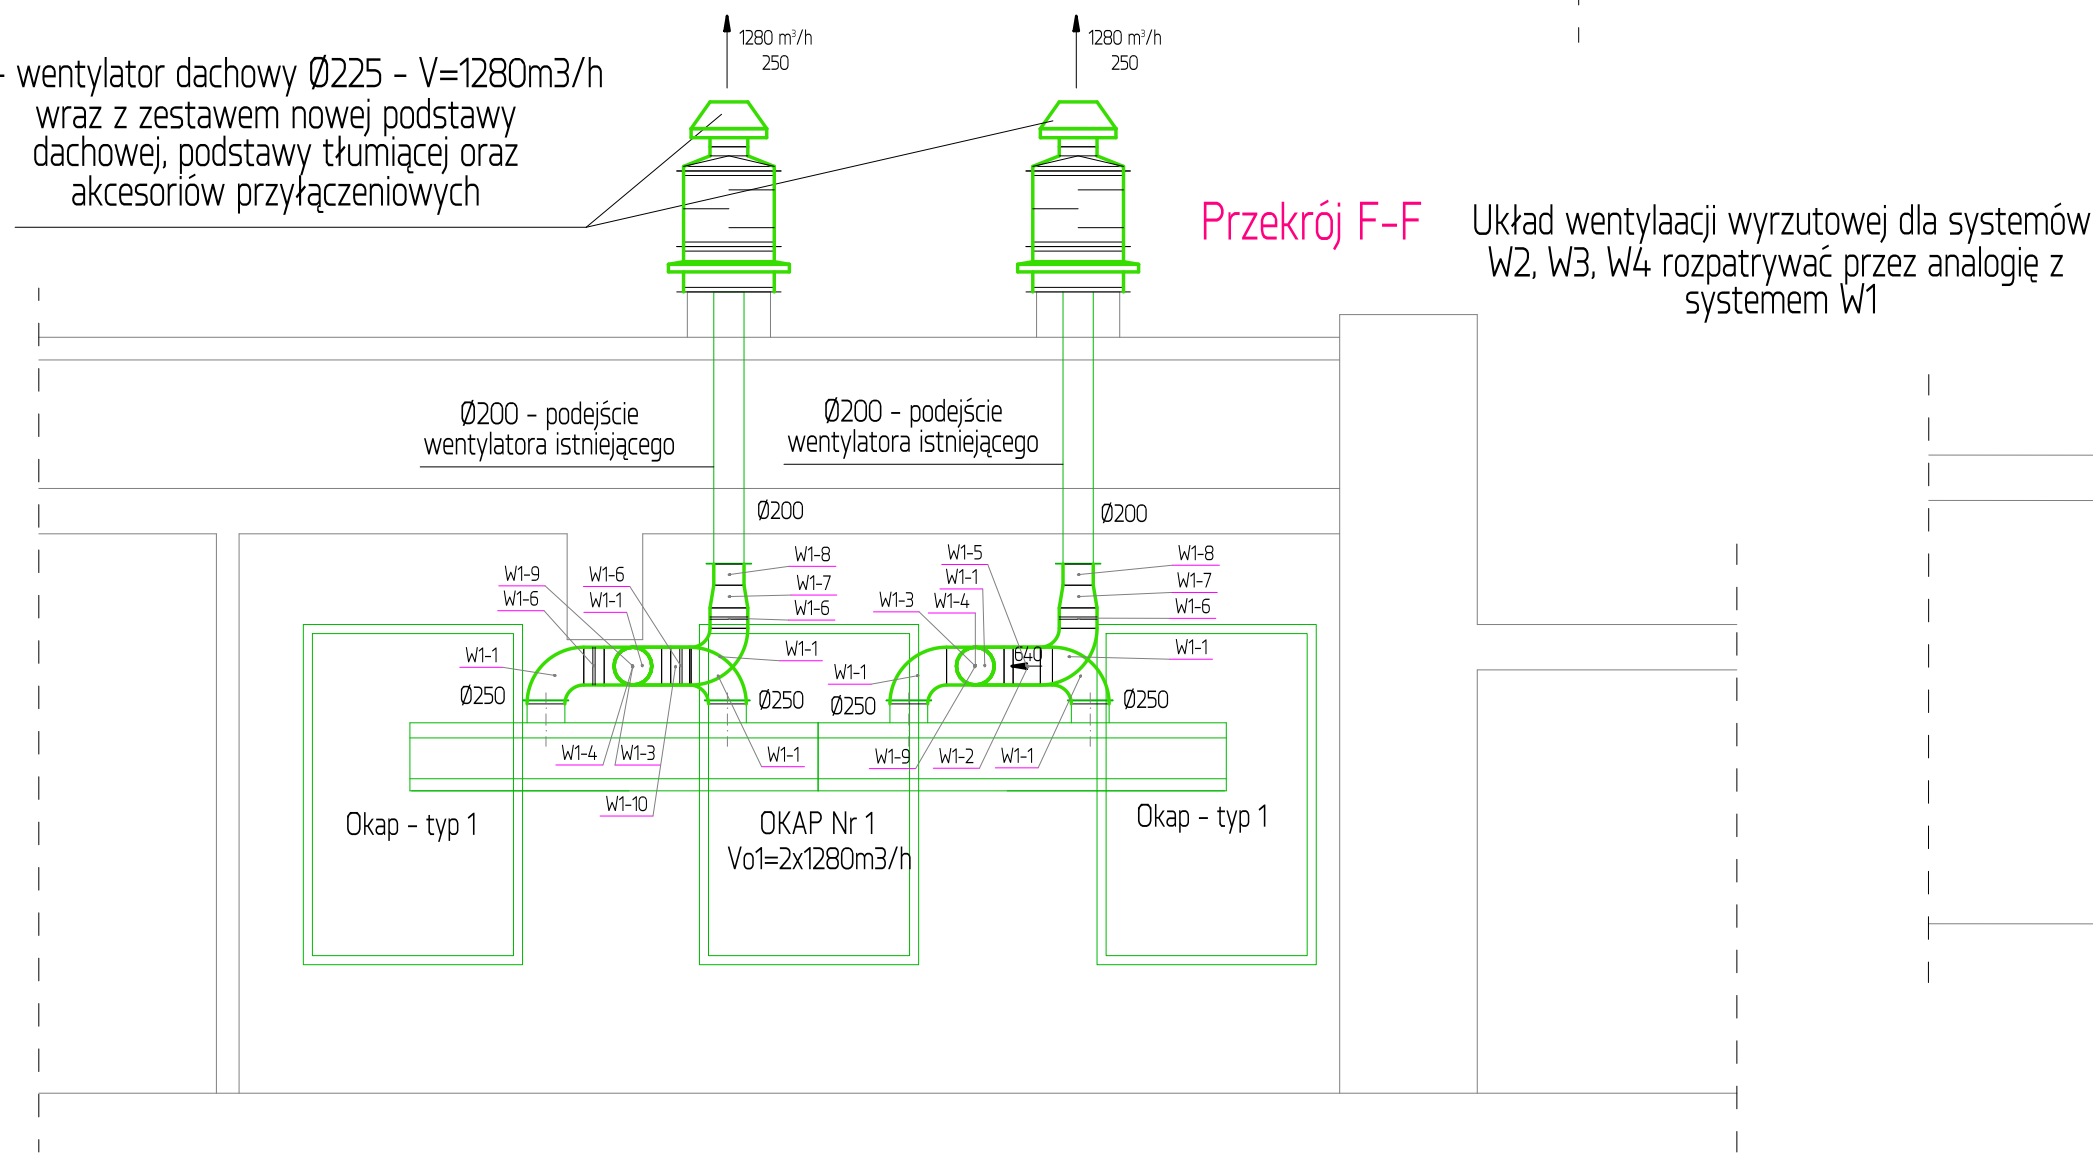 1280 m³/h
250
1280 m³/h
250
- wentylator dachowy Ø225 - V=1280m3/h
wraz z zestawem nowej podstawy
dachowej, podstawy tłumiącej oraz
akcesoriów przyłączeniowych
Przekrój F-F
Układ wentylaacji wyrzutowej dla systemów
W2, W3, W4 rozpatrywać przez analogię z
systemem W1
Ø200 - podejście
wentylatora istniejącego
Ø200 - podejście
wentylatora istniejącego
Ø200
Ø200
W1-9
W1-6
W1-6
W1-1
W1-8
W1-7
W1-6
W1-1
W1-1
Ø250
Ø250
W1-4
W1-3
W1-10
W1-1
W1-5
W1-1
W1-3
W1-4
W1-8
W1-7
W1-6
W1-1
640
W1-1
Ø250
Ø250
W1-9
W1-2
W1-1
Okap - typ 1
OKAP Nr 1
Vo1=2x1280m3/h
Okap - typ 1